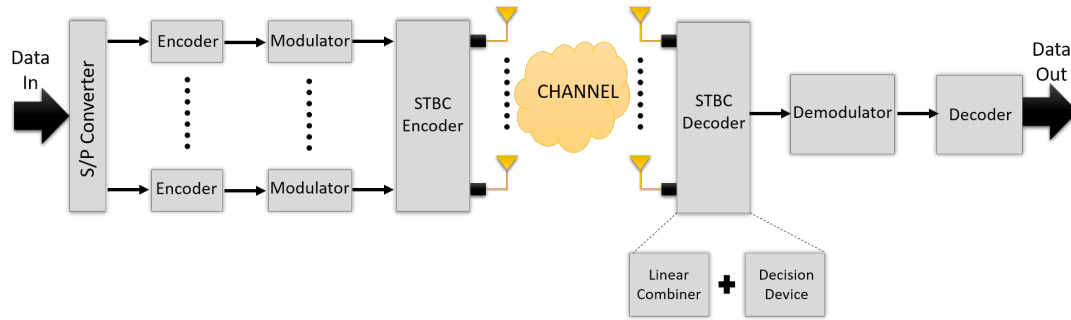 Data
In
S/P Converter
Encoder
Modulator
Encoder
Modulator
STBC
Encoder
CHANNEL
STBC
Decoder
Demodulator
Decoder
Data
Out
Linear
Combiner
Decision
Device